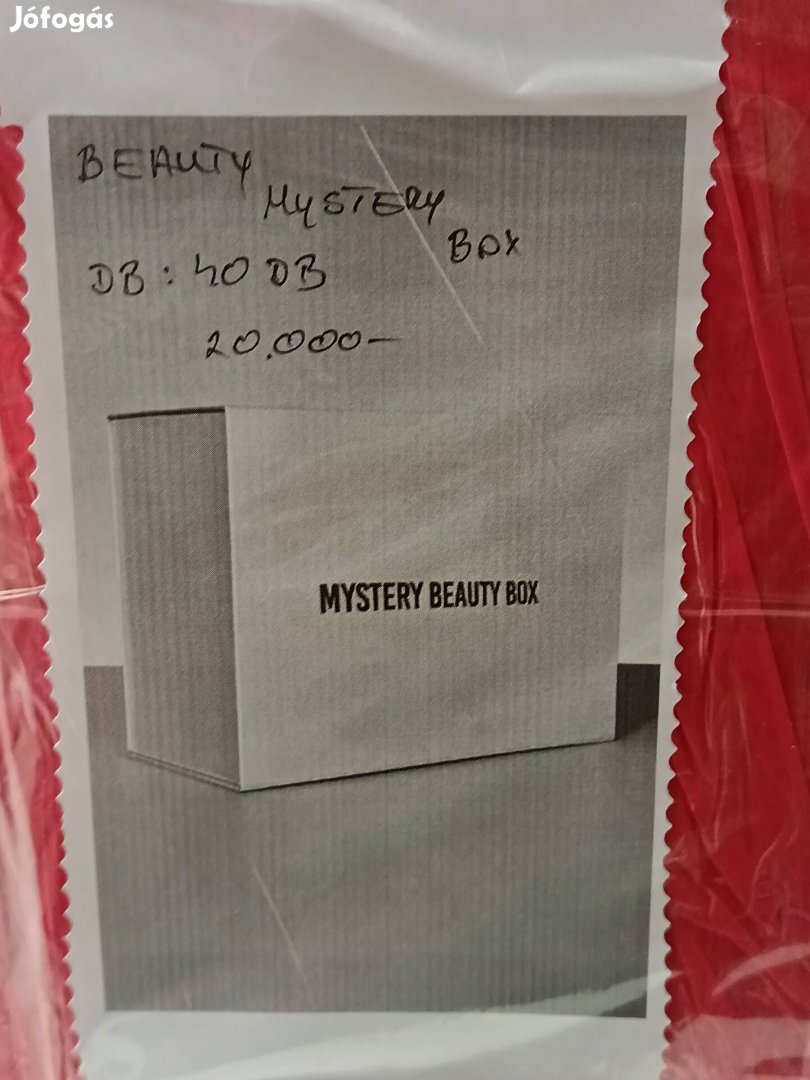 Jófogás
BEAUTY
MYSTERY
BOX
DB: 40 DB
20.000-
MYSTERY BEAUTY BOX